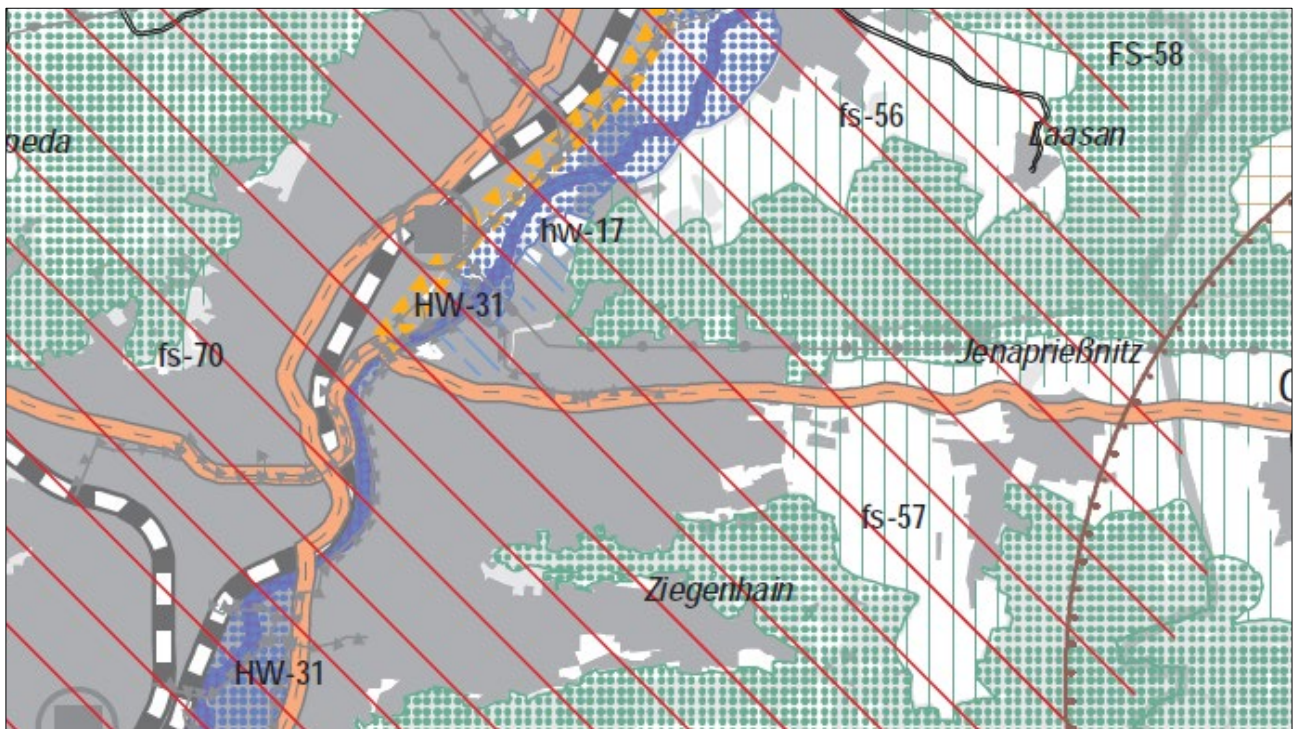 FS-58
fs-56
Laasan
hw-17
HW-31
fs-70
Jenaprießnitz
fs-57
Ziegenhain
HW-31